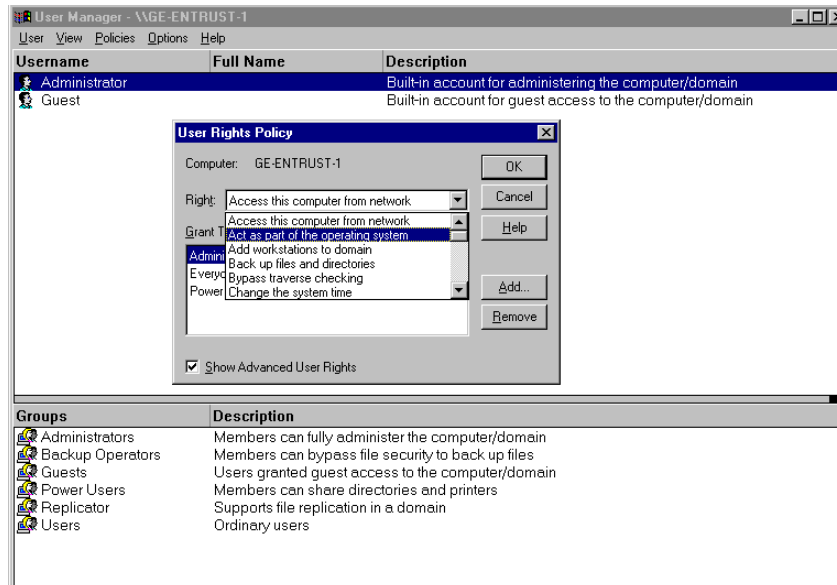 User Manager - \\GE-ENTRUST-1
User View Policies Options Help
Username Full Name Description
Administrator Built-in account for administering the computer/domain
Guest Built-in account for guest access to the computer/domain
User Rights Policy
Computer: GE-ENTRUST-1 OK
Right: Access this computer from network Cancel
Access this computer from network
Grant T Act as part of the operating system Help
Admini Add workstations to domain
Back up files and directories
Everyo Bypass traverse checking
Power Change the system time Add...
Remove
Show Advanced User Rights
Groups Description
Administrators Members can fully administer the computer/domain
Backup Operators Members can bypass file security to back up files
Guests Users granted guest access to the computer/domain
Power Users Members can share directories and printers
Replicator Supports file replication in a domain
Users Ordinary users